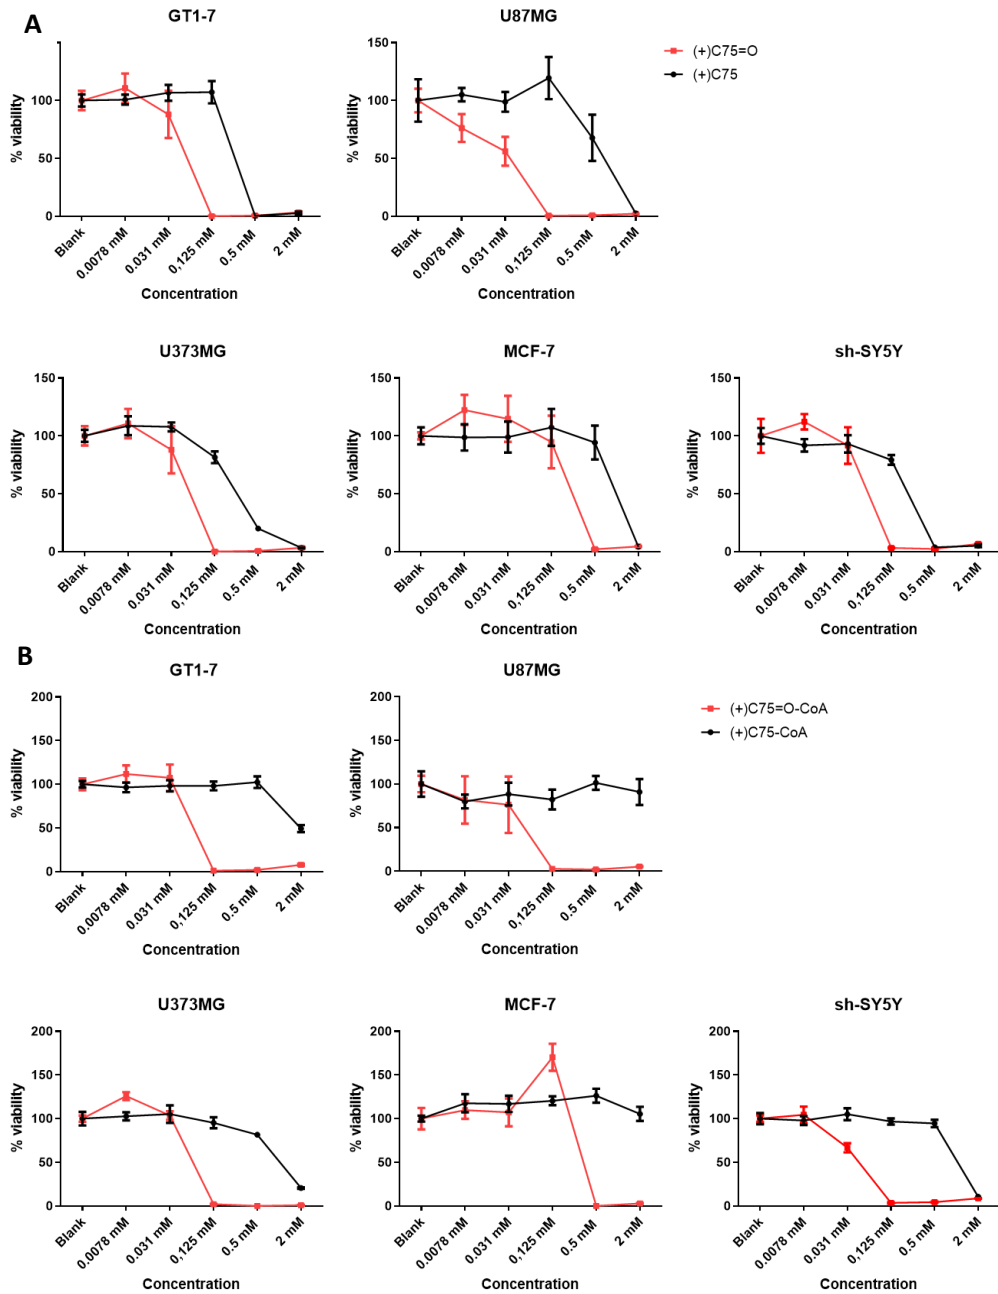 A
GT1-7
% viability
100
50
0
Blank
0.0078 mM
0.031 mM
0,125 mM
0.5 mM
2 mM
Concentration
U87MG
% viability
150
100
50
0
Blank
0.0078 mM
0.031 mM
0,125 mM
0.5 mM
2 mM
Concentration
(+)C75=O
(+)C75
U373MG
% viability
150
100
50
0
Blank
0.0078 mM
0.031 mM
0,125 mM
0.5 mM
2 mM
Concentration
MCF-7
% viability
150
100
50
0
Blank
0.0078 mM
0.031 mM
0,125 mM
0.5 mM
2 mM
Concentration
sh-SY5Y
% viability
150
100
50
0
Blank
0.0078 mM
0.031 mM
0,125 mM
0.5 mM
2 mM
Concentration
B
GT1-7
% viability
200
150
100
50
0
Blank
0.0078 mM
0.031 mM
0,125 mM
0.5 mM
2 mM
Concentration
U87MG
% viability
200
150
100
50
0
Blank
0.0078 mM
0.031 mM
0,125 mM
0.5 mM
2 mM
Concentration
(+)C75=O-CoA
(+)C75-CoA
U373MG
% viability
200
150
100
50
0
Blank
0.0078 mM
0.031 mM
0,125 mM
0.5 mM
2 mM
Concentration
MCF-7
% viability
200
150
100
50
0
Blank
0.0078 mM
0.031 mM
0,125 mM
0.5 mM
2 mM
Concentration
sh-SY5Y
% viability
200
150
100
50
0
Blank
0.0078 mM
0.031 mM
0,125 mM
0.5 mM
2 mM
Concentration